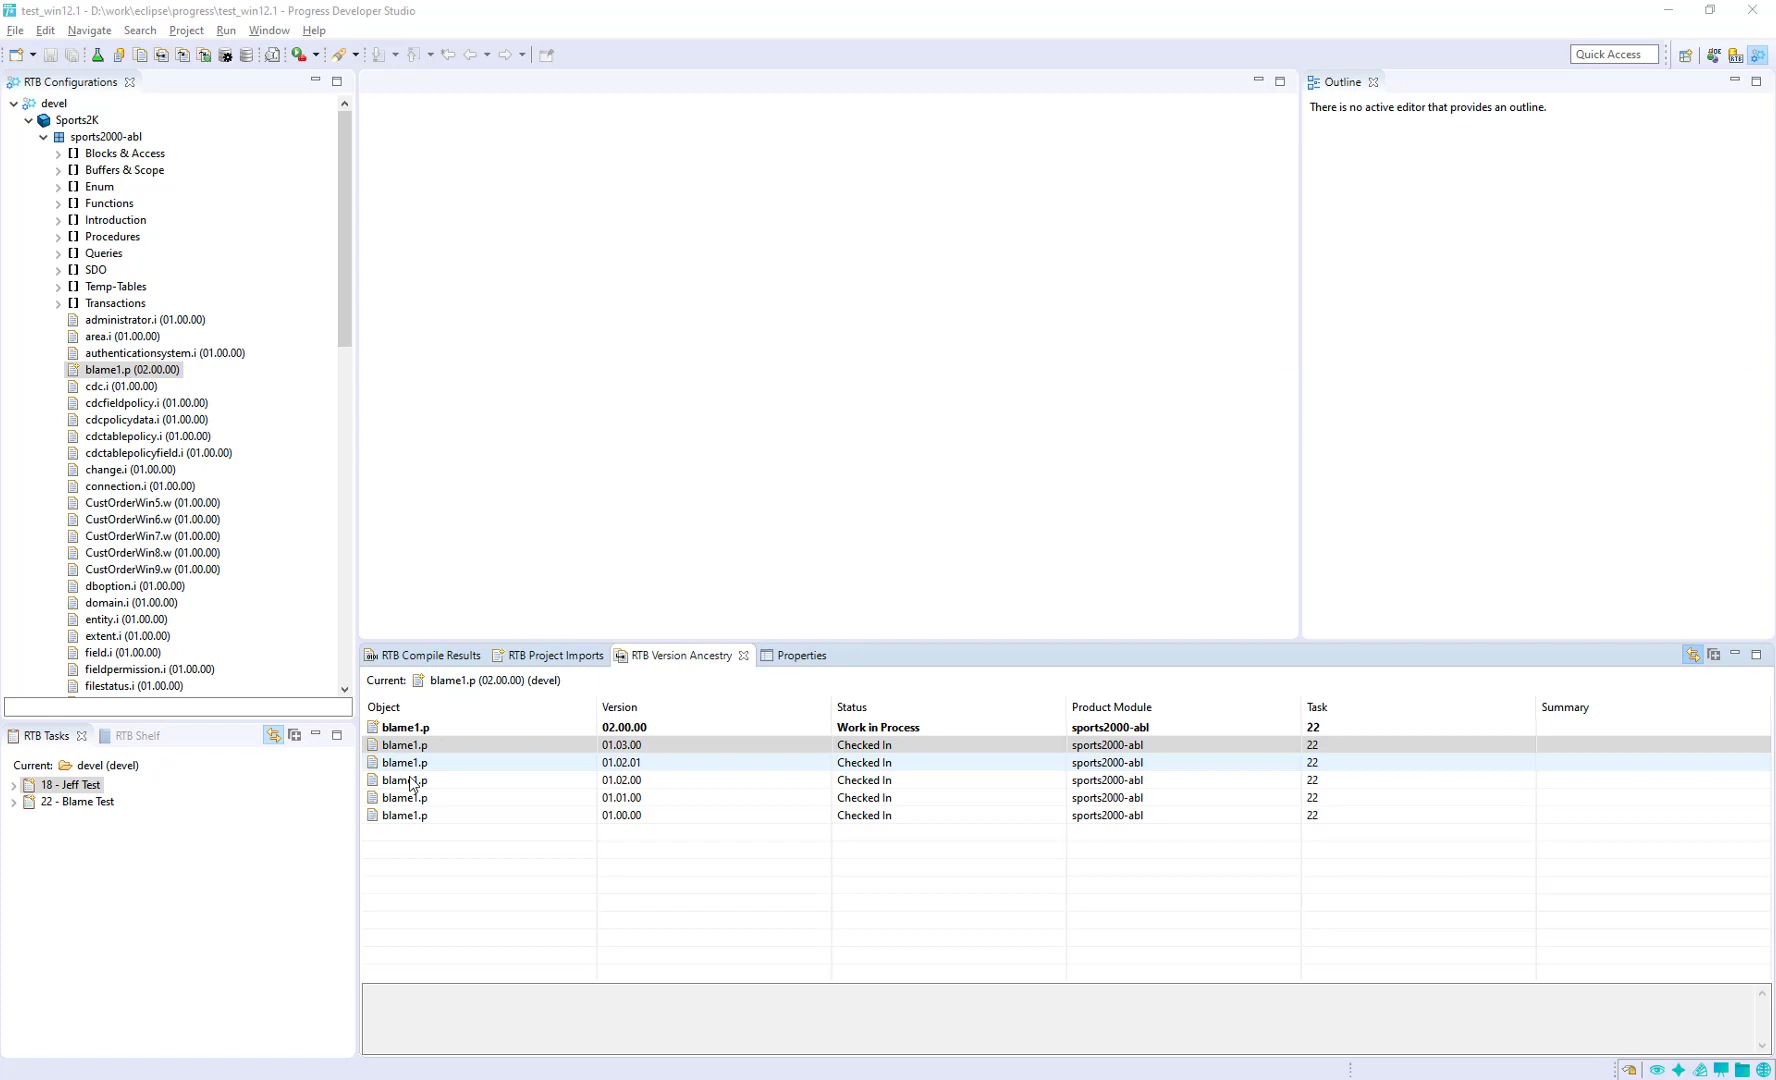 test_win12.1 - D:\work\eclipse\progress\test_win12.1 - Progress Developer Studio
File Edit Navigate Search Project Run Window Help
Quick Access
RTB Configurations
devel
Sports2K
sports2000-abl
[] Blocks & Access
[] Buffers & Scope
[] Enum
[] Functions
[] Introduction
[] Procedures
[] Queries
[] SDO
[] Temp-Tables
[] Transactions
administrator.i (01.00.00)
area.i (01.00.00)
authenticationsystem.i (01.00.00)
blame1.p (02.00.00)
cdc.i (01.00.00)
cdcfieldpolicy.i (01.00.00)
cdcpolicydata.i (01.00.00)
cdctablepolicy.i (01.00.00)
cdctablepolicyfield.i (01.00.00)
change.i (01.00.00)
connection.i (01.00.00)
CustOrderWin5.w (01.00.00)
CustOrderWin6.w (01.00.00)
CustOrderWin7.w (01.00.00)
CustOrderWin8.w (01.00.00)
CustOrderWin9.w (01.00.00)
dboption.i (01.00.00)
domain.i (01.00.00)
entity.i (01.00.00)
extent.i (01.00.00)
field.i (01.00.00)
fieldpermission.i (01.00.00)
filestatus.i (01.00.00)
RTB Tasks RTB Shelf
Current: devel (devel)
18 - Jeff Test
22 - Blame Test
Outline
There is no active editor that provides an outline.
RTB Compile Results RTB Project Imports RTB Version Ancestry Properties
Current: blame1.p (02.00.00) (devel)
Object Version Status Product Module Task Summary
blame1.p 02.00.00 Work in Process sports2000-abl 22
blame1.p 01.03.00 Checked In sports2000-abl 22
blame1.p 01.02.01 Checked In sports2000-abl 22
blame1.p 01.02.00 Checked In sports2000-abl 22
blame1.p 01.01.00 Checked In sports2000-abl 22
blame1.p 01.00.00 Checked In sports2000-abl 22